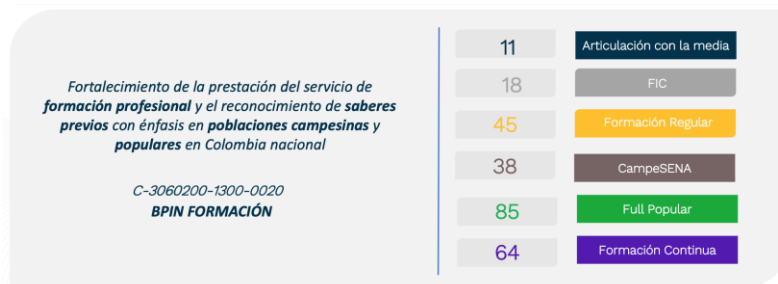 Fortalecimiento de la prestación del servicio de
formación profesional y el reconocimiento de saberes
previos con énfasis en poblaciones campesinas y
populares en Colombia nacional
C-3060200-1300-0020
BPIN FORMACIÓN
11 Articulación con la media
18 FIC
45 Formación Regular
38 CampeSENA
85 Full Popular
64 Formación Continua